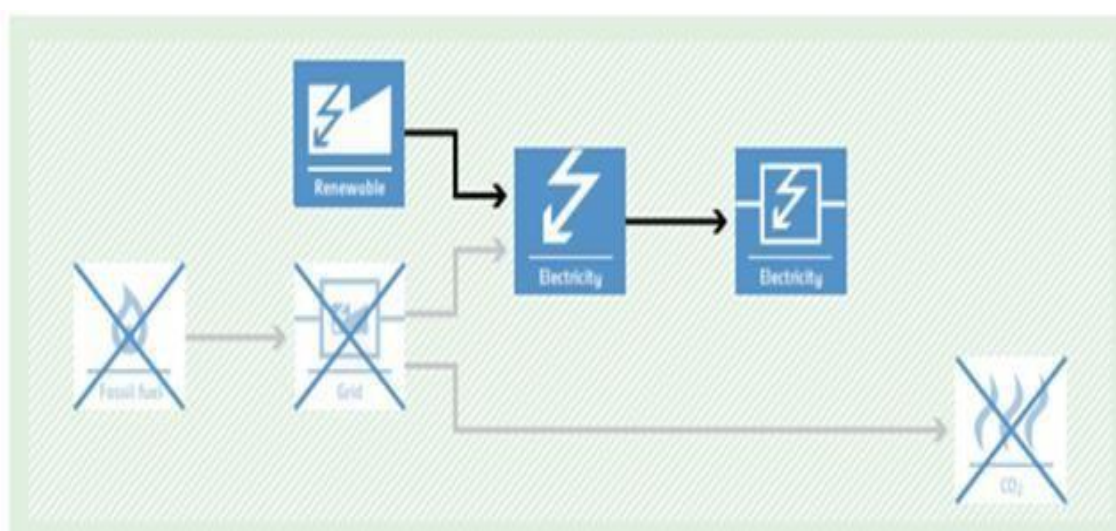 Renewable
Electricity
Electricity
Fossil fuel
Grid
CO₂